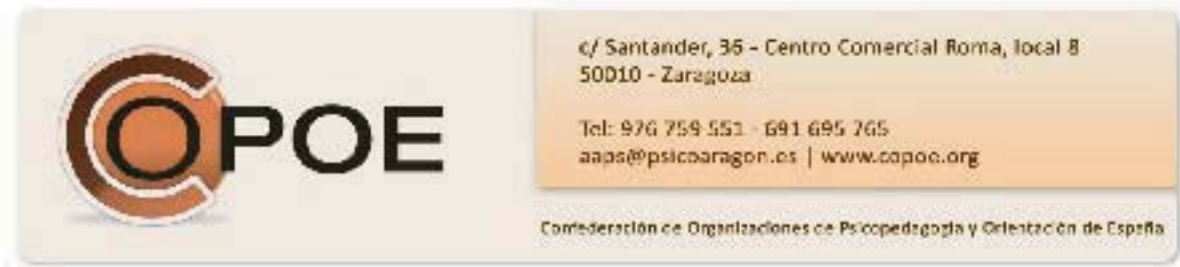 COPOE
c/ Santander, 36 - Centro Comercial Roma, local 8
50010 - Zaragoza
Tel: 976 759 551 - 691 695 765
aaps@psicoaragon.es | www.copoe.org
Confederación de Organizaciones de Psicopedagogía y Orientación de España